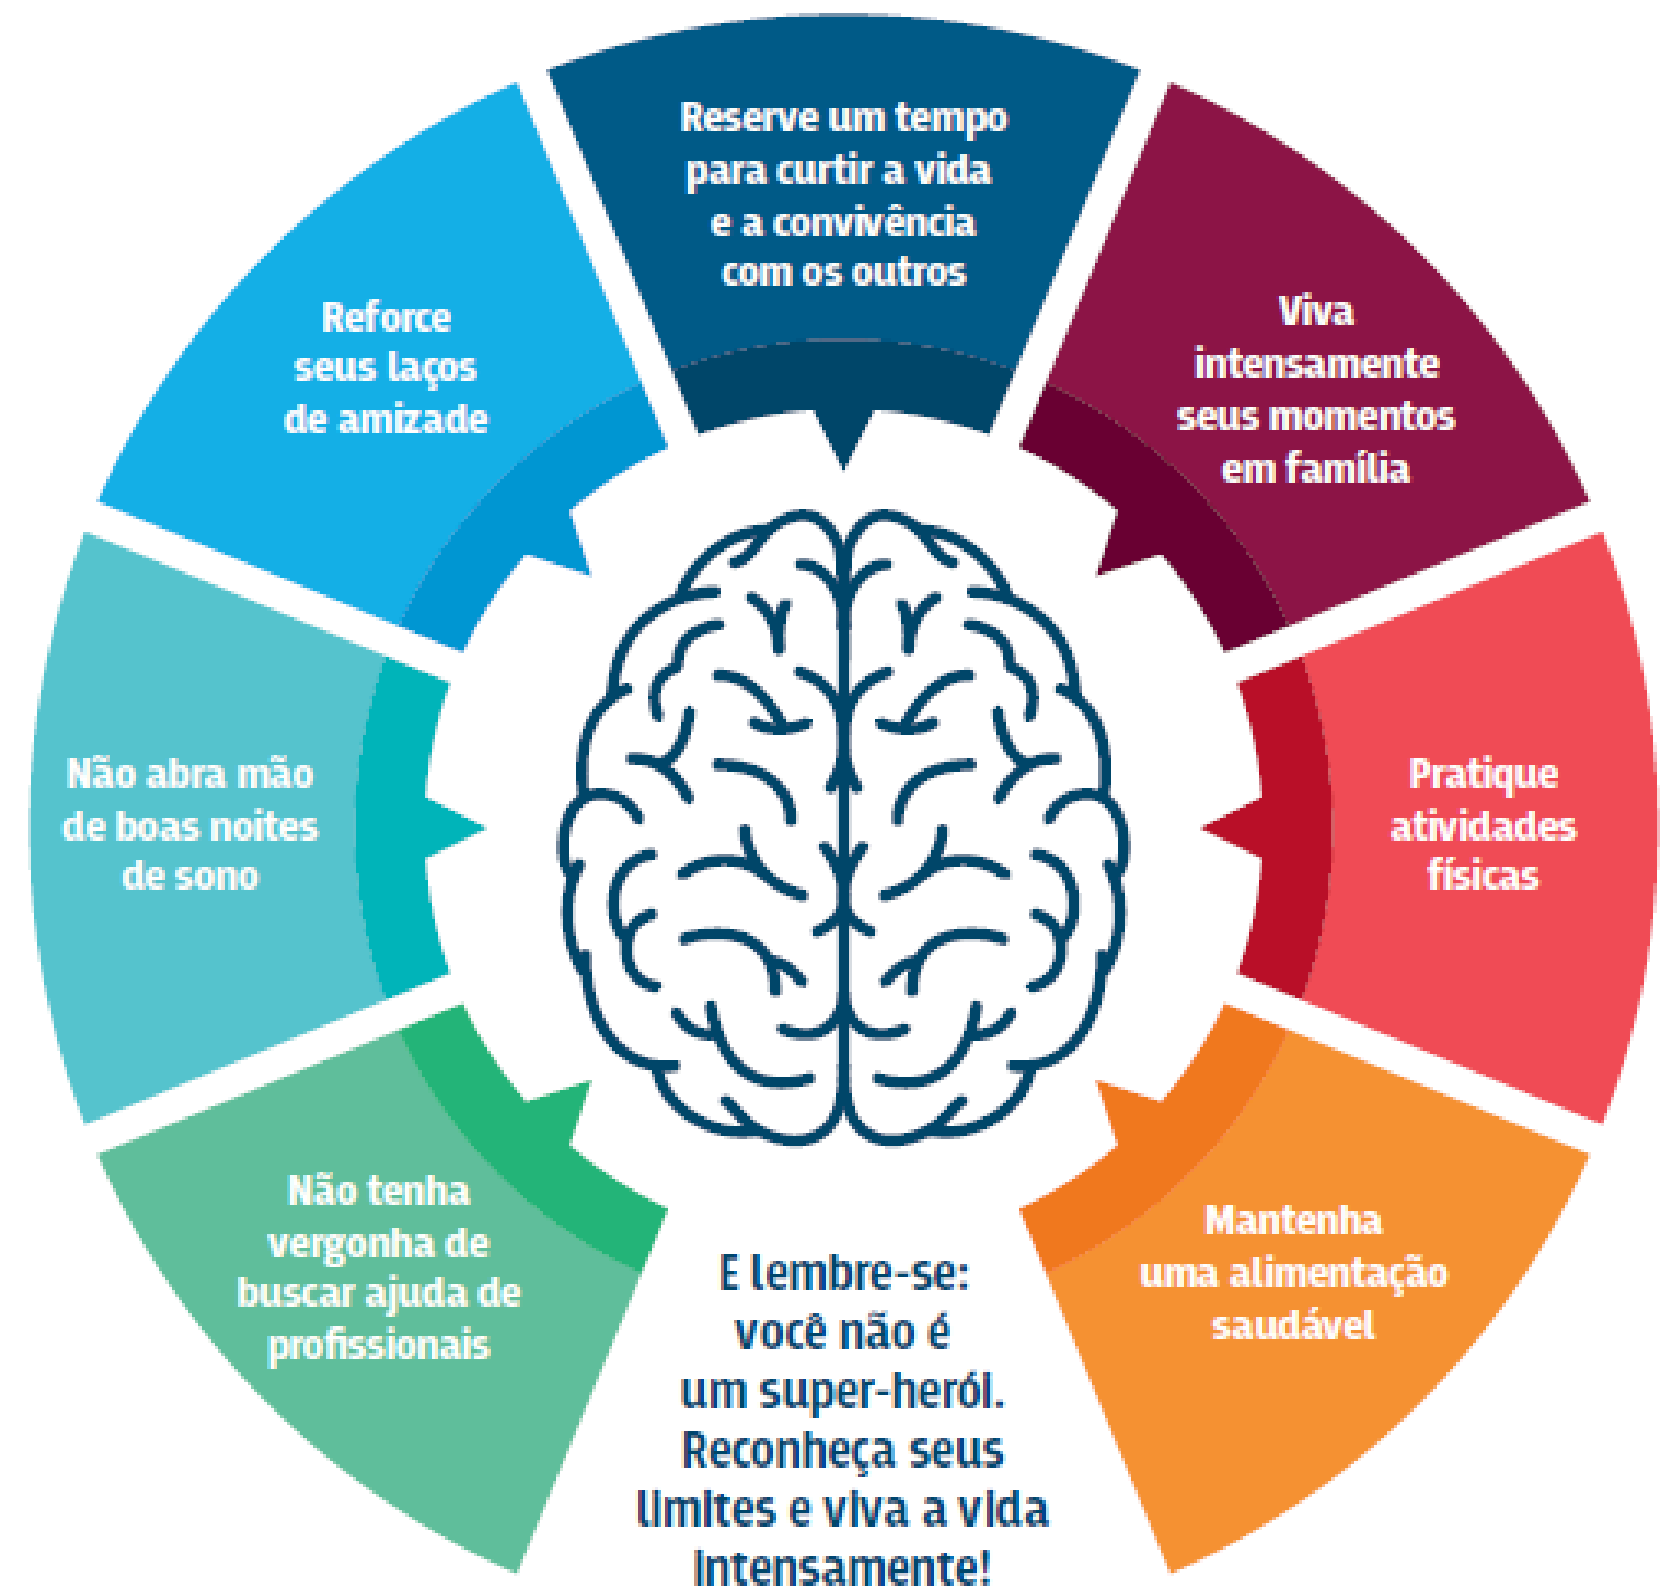 Reserve um tempo
para curtir a vida
e a convivência
com os outros
Viva
intensamente
seus momentos
em família
Pratique
atividades
físicas
Mantenha
uma alimentação
saudável
Reforce
seus laços
de amizade
Não abra mão
de boas noites
de sono
Não tenha
vergonha de
buscar ajuda de
profissionais
E lembre-se:
você não é
um super-herói.
Reconheça seus
limites e viva a vida
intensamente!